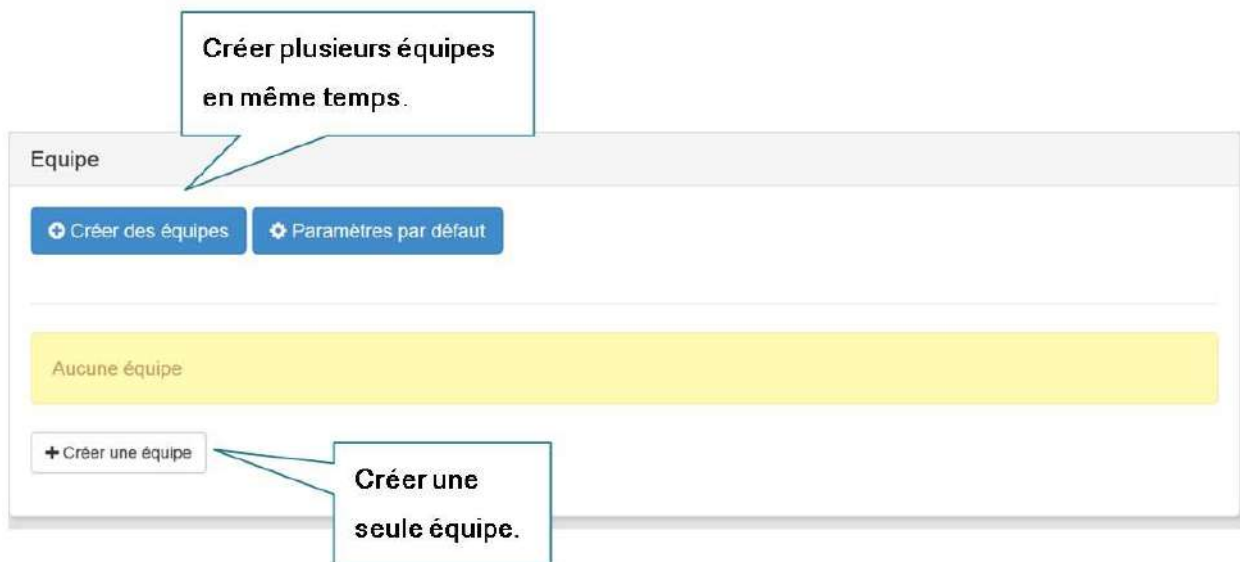 Créer plusieurs équipes
en même temps.
Equipe
Créer des équipes
Paramètres par défaut
Aucune équipe
+ Créer une équipe
Créer une
seule équipe.